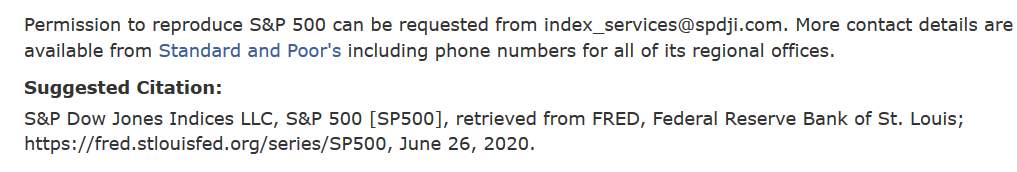 Permission to reproduce S&P 500 can be requested from index_services@spdji.com. More contact details are
available from Standard and Poor's including phone numbers for all of its regional offices.
Suggested Citation:
S&P Dow Jones Indices LLC, S&P 500 [SP500], retrieved from FRED, Federal Reserve Bank of St. Louis;
https://fred.stlouisfed.org/series/SP500, June 26, 2020.